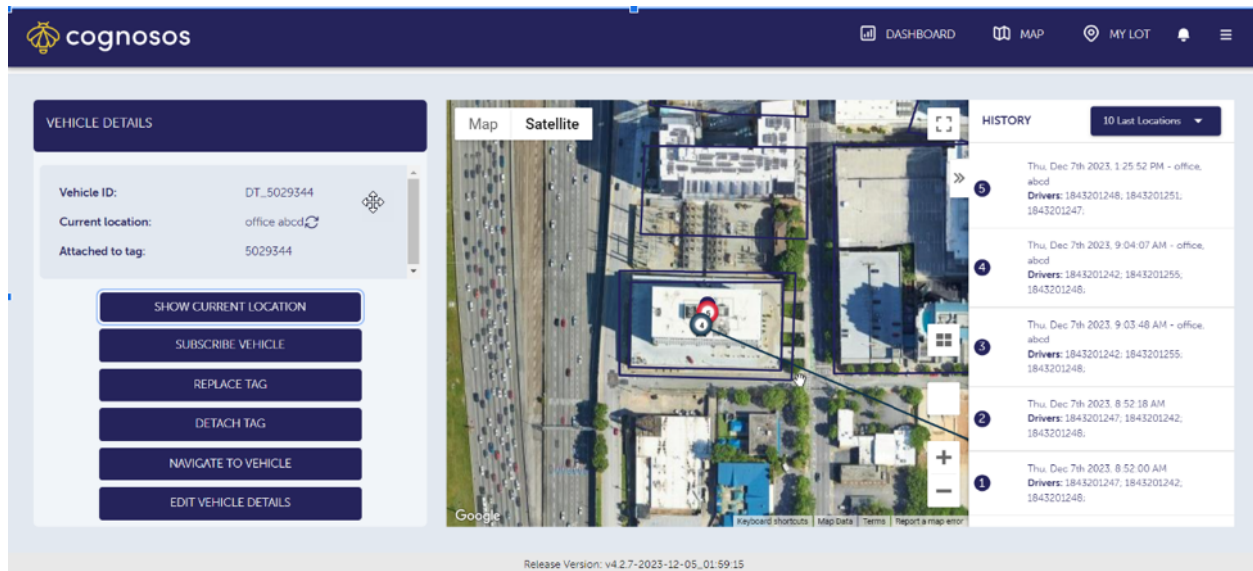 cognosos
DASHBOARD
MAP
MY LOT
VEHICLE DETAILS
Vehicle ID: DT_5029344
Current location: office abcd
Attached to tag: 5029344
SHOW CURRENT LOCATION
SUBSCRIBE VEHICLE
REPLACE TAG
DETACH TAG
NAVIGATE TO VEHICLE
EDIT VEHICLE DETAILS
Map Satellite
4
Google
Keyboard shortcuts Map Data Terms Report a map error
HISTORY
10 Last Locations
5
Thu, Dec 7th 2023, 1:25:52 PM - office,
abcd
Drivers: 1843201248; 1843201251;
1843201247;
4
Thu, Dec 7th 2023, 9:04:07 AM - office,
abcd
Drivers: 1843201242; 1843201255;
1843201248;
3
Thu, Dec 7th 2023, 9:03:48 AM - office,
abcd
Drivers: 1843201242; 1843201255;
1843201248;
2
Thu, Dec 7th 2023, 8:52:18 AM
Drivers: 1843201247; 1843201242;
1843201248;
1
Thu, Dec 7th 2023, 8:52:00 AM
Drivers: 1843201247; 1843201242;
1843201248;
Release Version: v4.2.7-2023-12-05_01:59:15